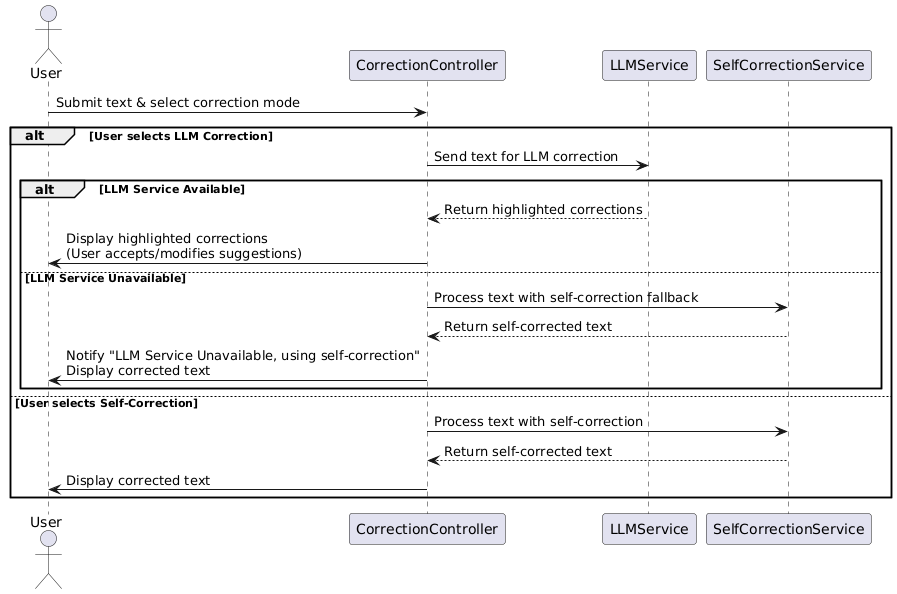 User
CorrectionController
LLMService
SelfCorrectionService
Submit text & select correction mode
alt
[User selects LLM Correction]
Send text for LLM correction
alt
[LLM Service Available]
Return highlighted corrections
Display highlighted corrections
(User accepts/modifies suggestions)
[LLM Service Unavailable]
Process text with self-correction fallback
Return self-corrected text
Notify "LLM Service Unavailable, using self-correction"
Display corrected text
[User selects Self-Correction]
Process text with self-correction
Return self-corrected text
Display corrected text
User
CorrectionController
LLMService
SelfCorrectionService